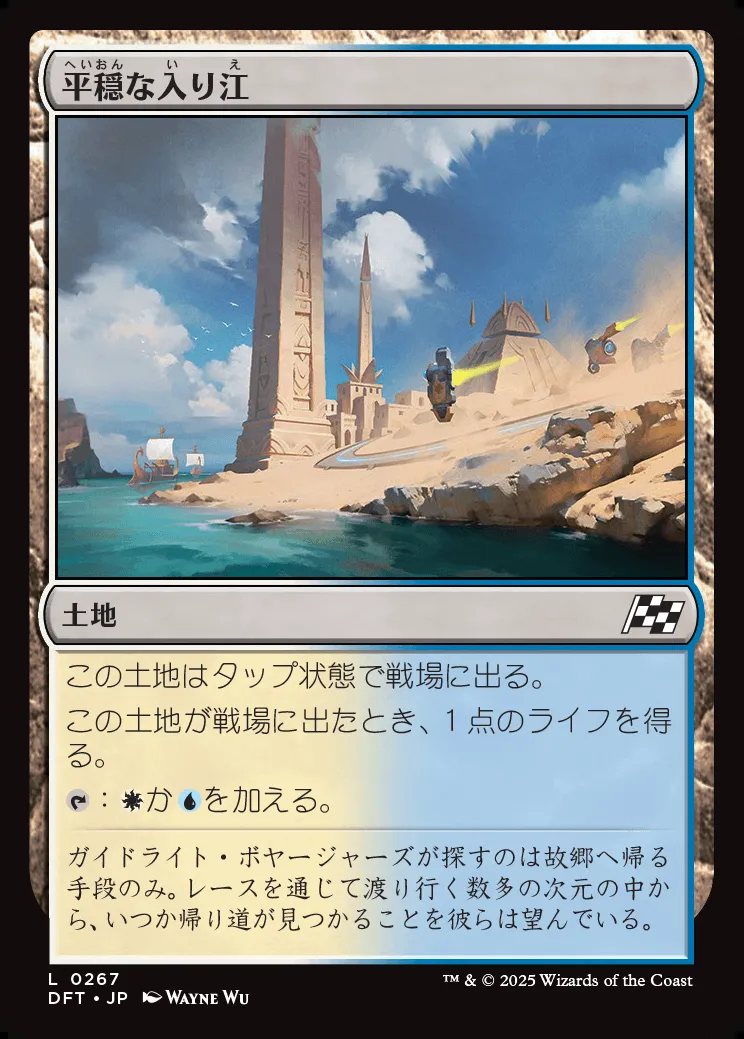 へいおん い え
平穏な入り江
土地
この土地はタップ状態で戦場に出る。
この土地が戦場に出たとき、1点のライフを得
る。
：か を加える。
ガイドライト・ボヤージャーズが探すのは故郷へ帰る
手段のみ。レースを通じて渡り行く数多の次元の中か
ら、いつか帰り道が見つかることを彼らは望んでいる。
L 0267
DFT • JP WAYNE WU
™ & © 2025 Wizards of the Coast